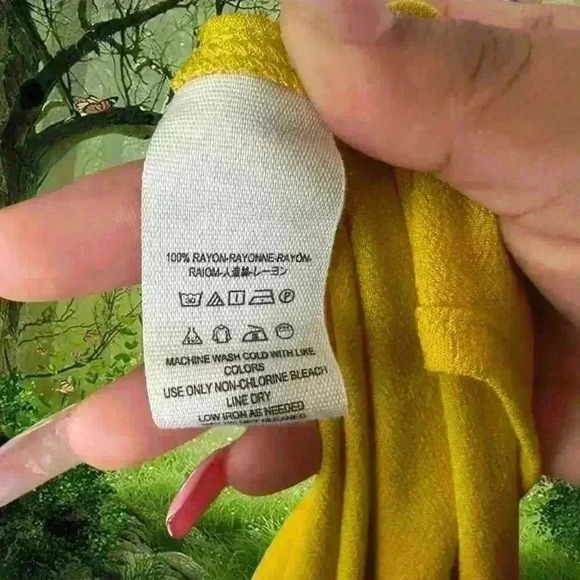 100% RAYON-RAYONNE-RAYON-
RAIOM-人造絲-レーヨン
MACHINE WASH COLD WITH LIKE
COLORS
USE ONLY NON-CHLORINE BLEACH
LINE DRY
LOW IRON AS NEEDED